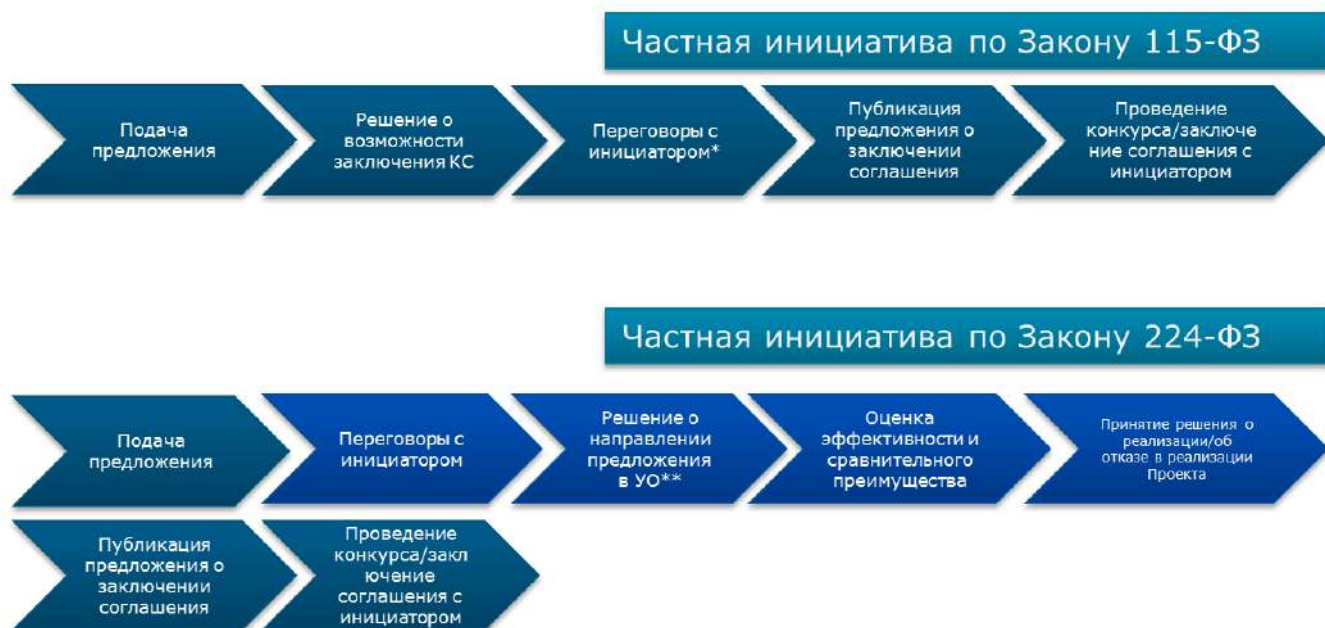 Частная инициатива по Закону 115-ФЗ
Подача
предложения
Решение о
возможности
заключения КС
Переговоры с
инициатором*
Публикация
предложения о
заключении
соглашения
Проведение
конкурса/заключе
ние соглашения с
инициатором
Частная инициатива по Закону 224-ФЗ
Подача
предложения
Переговоры с
инициатором
Решение о
направлении
предложения
в УО**
Оценка
эффективности и
сравнительного
преимущества
Принятие решения о
реализации/об
отказе в реализации
Проекта
Публикация
предложения о
заключении
соглашения
Проведение
конкурса/закл
ючение
соглашения с
инициатором